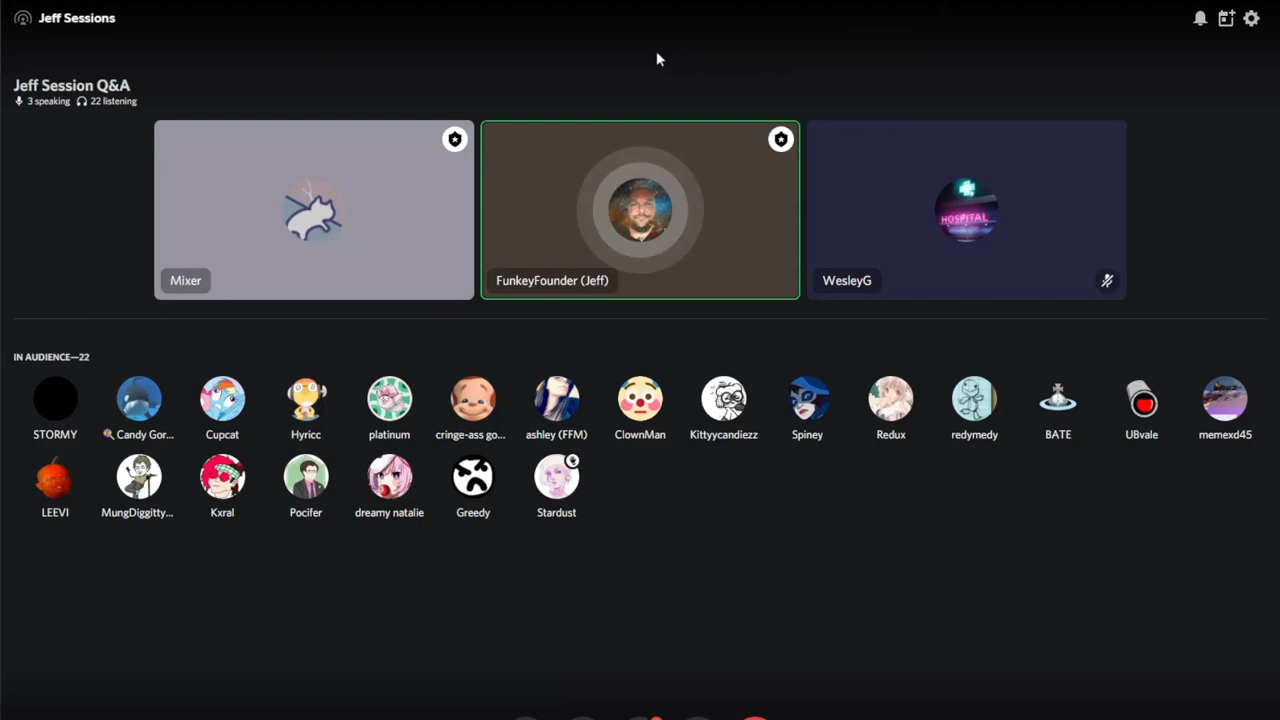 Jeff Sessions
Jeff Session Q&A
3 speaking 22 listening
Mixer
FunkeyFounder (Jeff)
HOSPITAL
WesleyG
IN AUDIENCE—22
STORMY Candy Gor... Cupcat Hyricc platinum cringe-ass go... ashley (FFM) ClownMan Kittyycandiezz Spiney Redux redymedy BATE UBvale memexd45
LEEVI MungDiggitty... Kxral Pocifer dreamy natalie Greedy Stardust